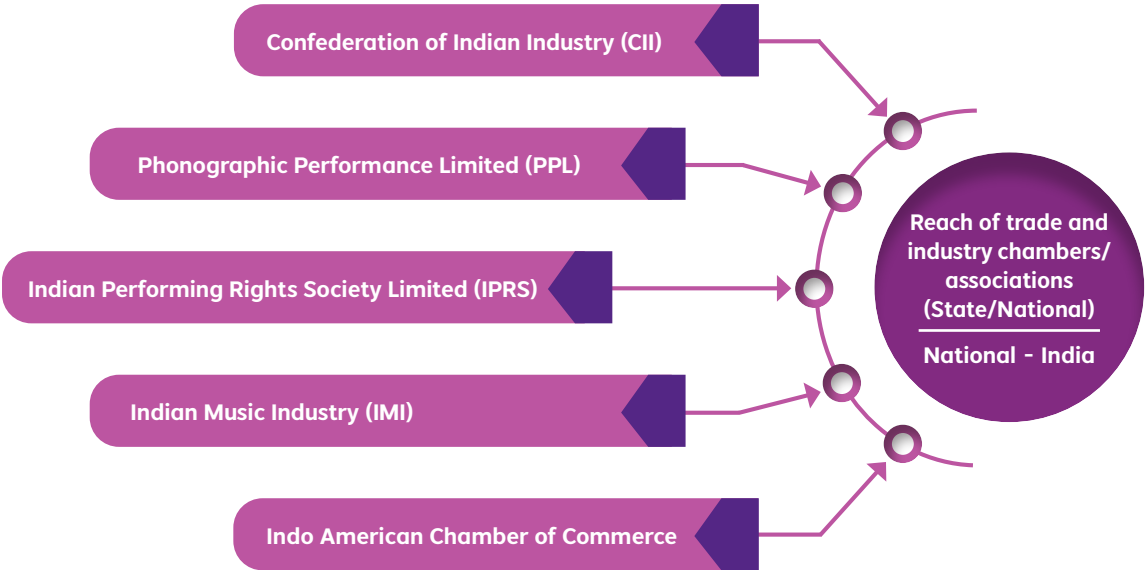 Confederation of Indian Industry (CII)
Phonographic Performance Limited (PPL)
Indian Performing Rights Society Limited (IPRS)
Indian Music Industry (IMI)
Indo American Chamber of Commerce
Reach of trade and
industry chambers/
associations
(State/National)
National - India